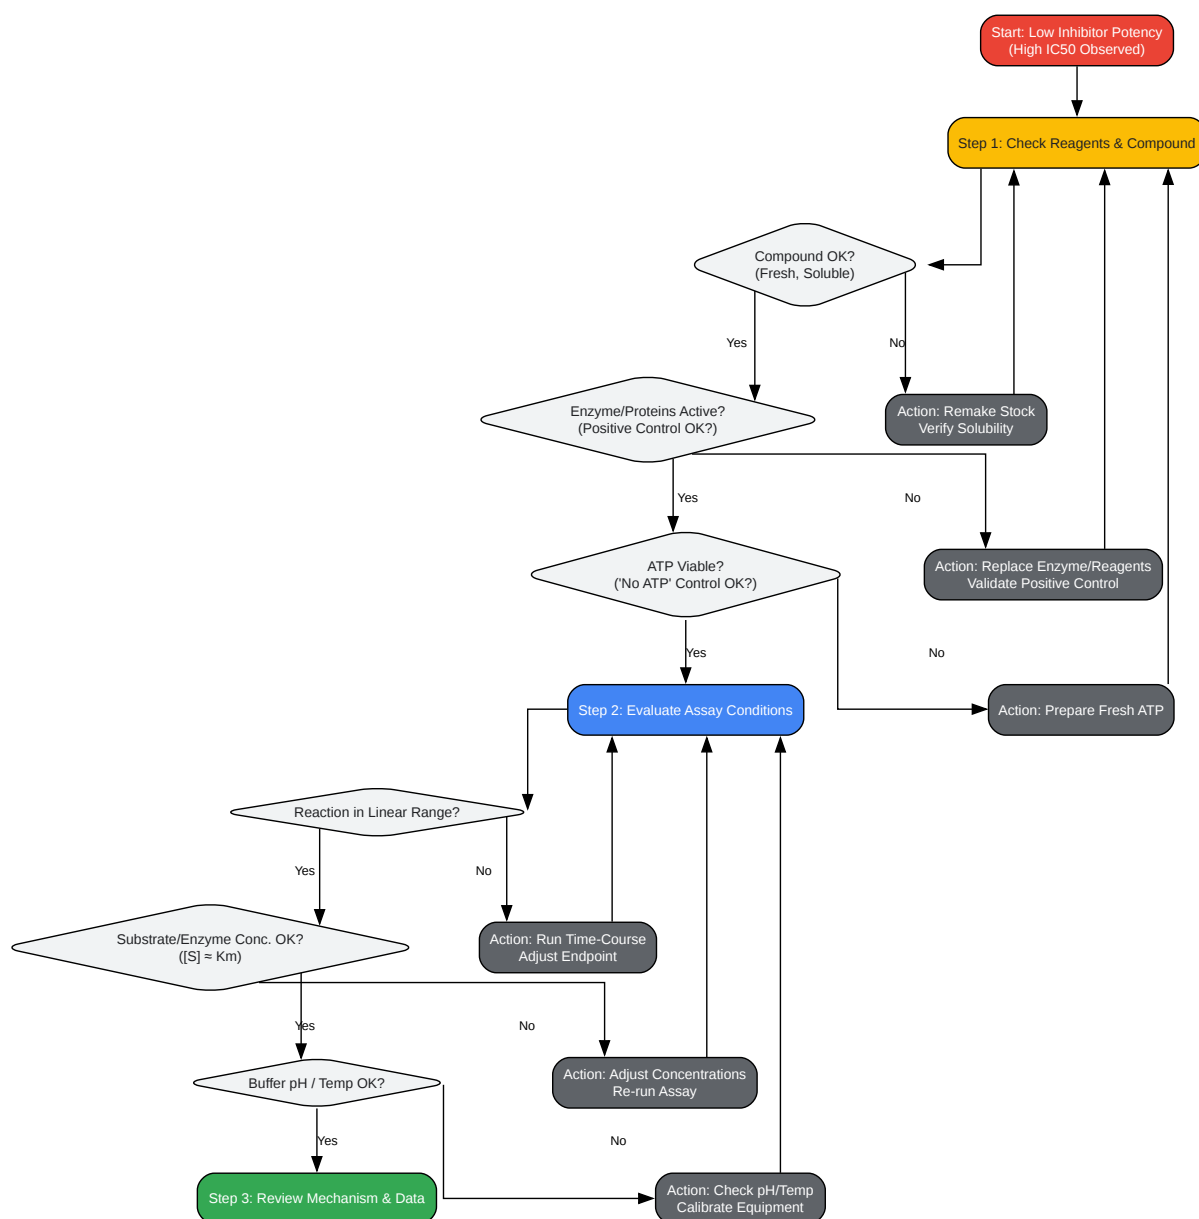 Start: Low Inhibitor Potency
(High IC50 Observed)
Step 1: Check Reagents & Compound
Compound OK?
(Fresh, Soluble)
Yes
No
Enzyme/Proteins Active?
(Positive Control OK?)
Action: Remake Stock
Verify Solubility
Yes
No
ATP Viable?
('No ATP' Control OK?)
Action: Replace Enzyme/Reagents
Validate Positive Control
Yes
No
Step 2: Evaluate Assay Conditions
Action: Prepare Fresh ATP
Reaction in Linear Range?
Yes
No
Substrate/Enzyme Conc. OK?
([S] ≈ Km)
Action: Run Time-Course
Adjust Endpoint
Yes
No
Buffer pH / Temp OK?
Action: Adjust Concentrations
Re-run Assay
Yes
No
Step 3: Review Mechanism & Data
Action: Check pH/Temp
Calibrate Equipment